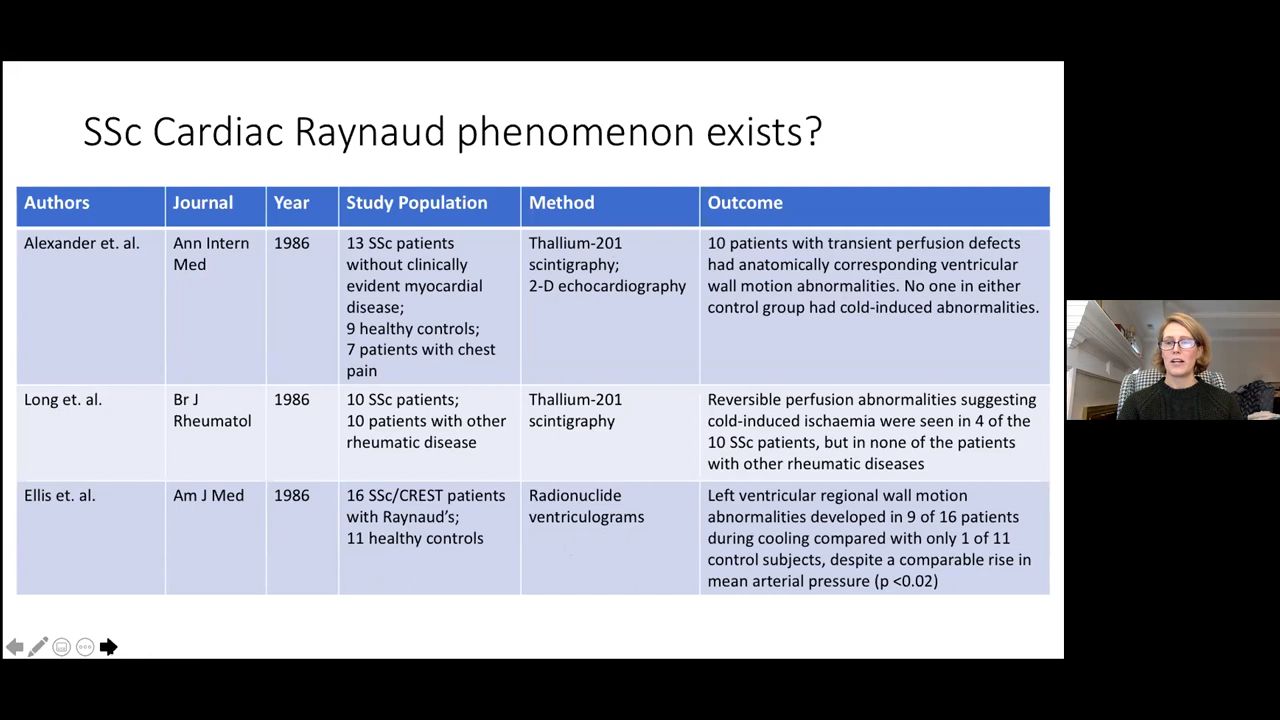 SSc Cardiac Raynaud phenomenon exists?
Authors
Journal
Year
Study Population
Method
Outcome
Alexander et. al.
Ann Intern
Med
1986
13 SSc patients
without clinically
evident myocardial
disease;
9 healthy controls;
7 patients with chest
pain
Thallium-201
scintigraphy;
2-D echocardiography
10 patients with transient perfusion defects
had anatomically corresponding ventricular
wall motion abnormalities. No one in either
control group had cold-induced abnormalities.
Long et. al.
Br J
Rheumatol
1986
10 SSc patients;
10 patients with other
rheumatic disease
Thallium-201
scintigraphy
Reversible perfusion abnormalities suggesting
cold-induced ischaemia were seen in 4 of the
10 SSc patients, but in none of the patients
with other rheumatic diseases
Ellis et. al.
Am J Med
1986
16 SSc/CREST patients
with Raynaud's;
11 healthy controls
Radionuclide
ventriculograms
Left ventricular regional wall motion
abnormalities developed in 9 of 16 patients
during cooling compared with only 1 of 11
control subjects, despite a comparable rise in
mean arterial pressure (p <0.02)